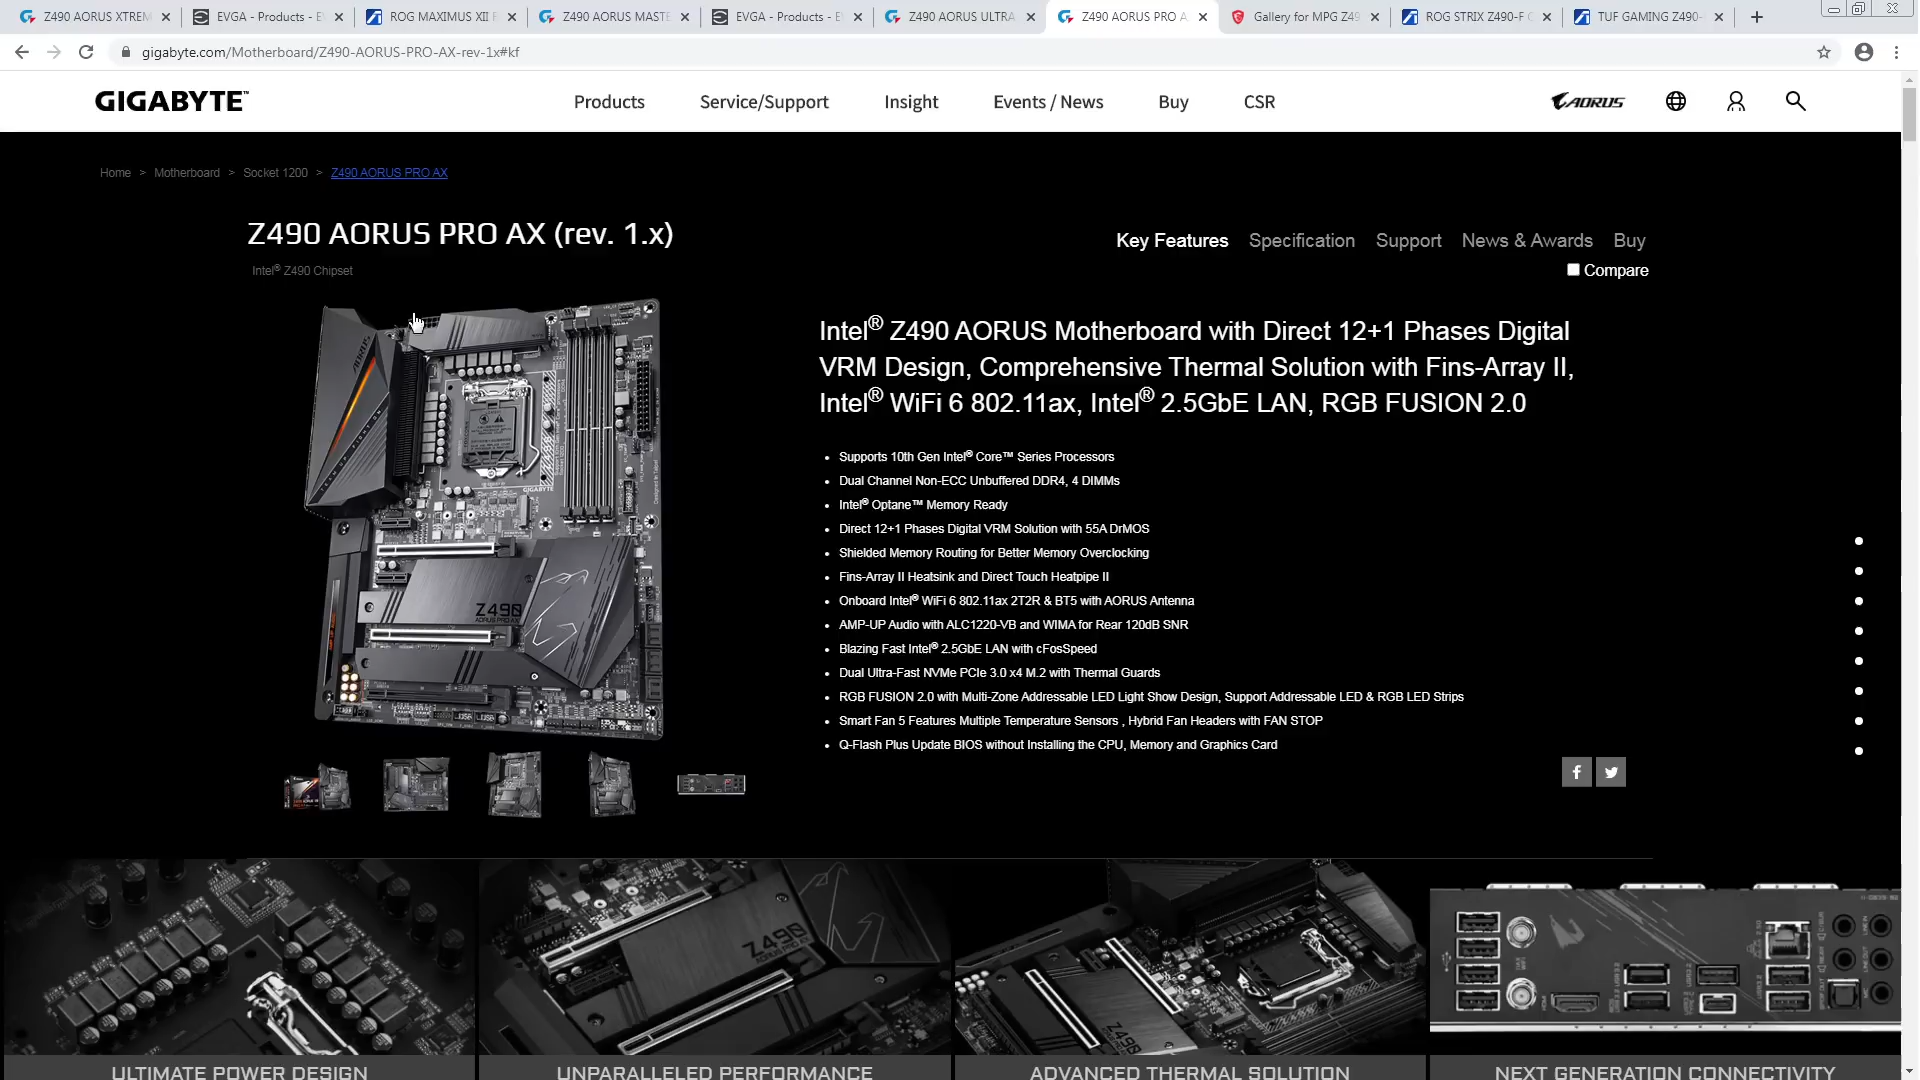 Z490 AORUS XTREM
EVGA - Products - E
ROG MAXIMUS XII F
Z490 AORUS MASTE
EVGA - Products - E
Z490 AORUS ULTRA
Z490 AORUS PRO A
Gallery for MPG Z49
ROG STRIX Z490-F G
TUF GAMING Z490-
gigabyte.com/Motherboard/Z490-AORUS-PRO-AX-rev-1x#kf
GIGABYTE™
Products
Service/Support
Insight
Events / News
Buy
CSR
AORUS
Home > Motherboard > Socket 1200 > Z490 AORUS PRO AX
Z490 AORUS PRO AX (rev. 1.x)
Intel® Z490 Chipset
Key Features
Specification
Support
News & Awards
Buy
Compare
Intel® Z490 AORUS Motherboard with Direct 12+1 Phases Digital
VRM Design, Comprehensive Thermal Solution with Fins-Array II,
Intel® WiFi 6 802.11ax, Intel® 2.5GbE LAN, RGB FUSION 2.0
Supports 10th Gen Intel® Core™ Series Processors
Dual Channel Non-ECC Unbuffered DDR4, 4 DIMMs
Intel® Optane™ Memory Ready
Direct 12+1 Phases Digital VRM Solution with 55A DrMOS
Shielded Memory Routing for Better Memory Overclocking
Fins-Array II Heatsink and Direct Touch Heatpipe II
Onboard Intel® WiFi 6 802.11ax 2T2R & BT5 with AORUS Antenna
AMP-UP Audio with ALC1220-VB and WIMA for Rear 120dB SNR
Blazing Fast Intel® 2.5GbE LAN with cFosSpeed
Dual Ultra-Fast NVMe PCIe 3.0 x4 M.2 with Thermal Guards
RGB FUSION 2.0 with Multi-Zone Addressable LED Light Show Design, Support Addressable LED & RGB LED Strips
Smart Fan 5 Features Multiple Temperature Sensors , Hybrid Fan Headers with FAN STOP
Q-Flash Plus Update BIOS without Installing the CPU, Memory and Graphics Card
AORUS
GIGABYTE
Z490
AORUS PRO AX
Z490
Z490
ULTIMATE POWER DESIGN
UNPARALLELED PERFORMANCE
ADVANCED THERMAL SOLUTION
NEXT GENERATION CONNECTIVITY